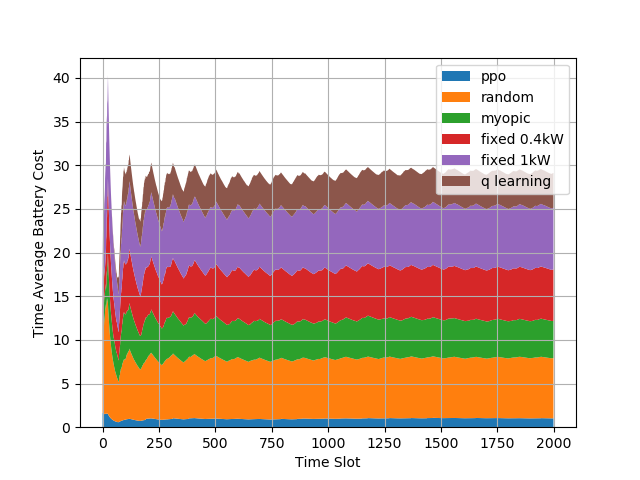 ppo
random
myopic
fixed 0.4kW
fixed 1kW
q learning
Time Average Battery Cost
40
35
30
25
20
15
10
5
0
0 250 500 750 1000 1250 1500 1750 2000
Time Slot